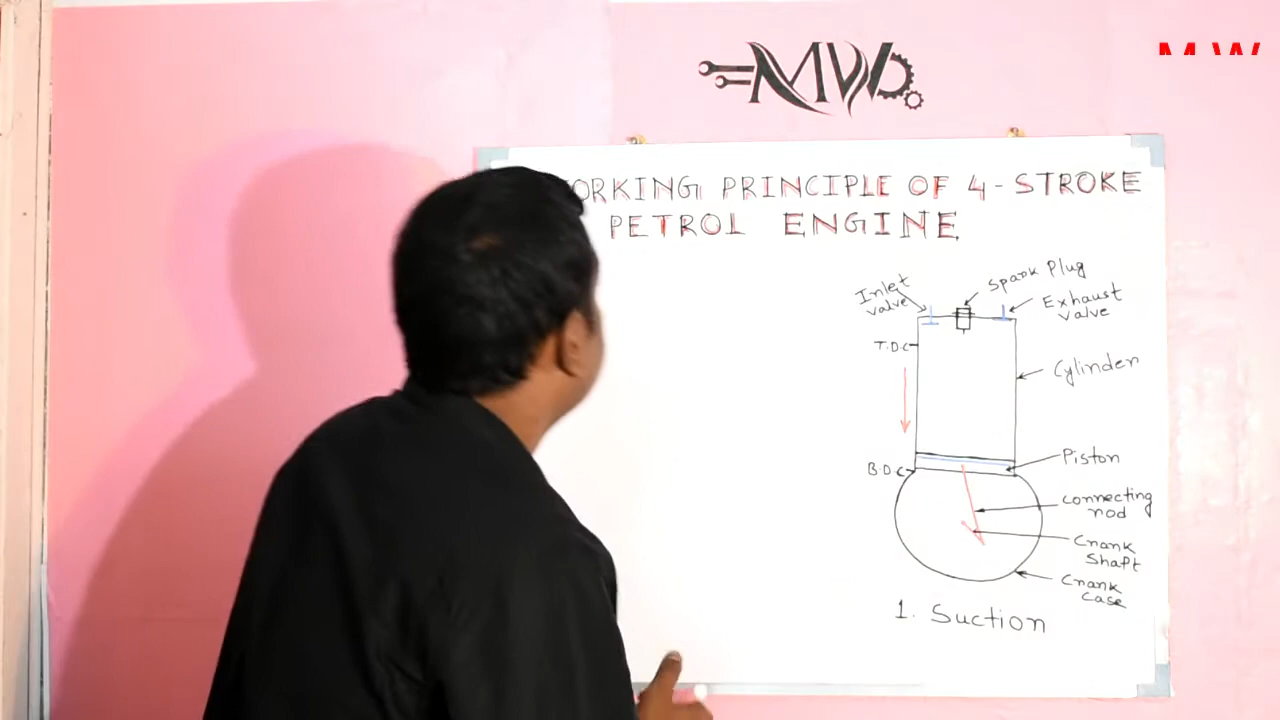 MW
ORKING PRINCIPLE OF 4-STROKE
PETROL ENGINE
Spark Plug
Inlet
valve
Exhaust
valve
T.D.C
Cylinder
B.D.C
Piston
Connecting
rod
Crank
Shaft
Crank
Case
1. Suction